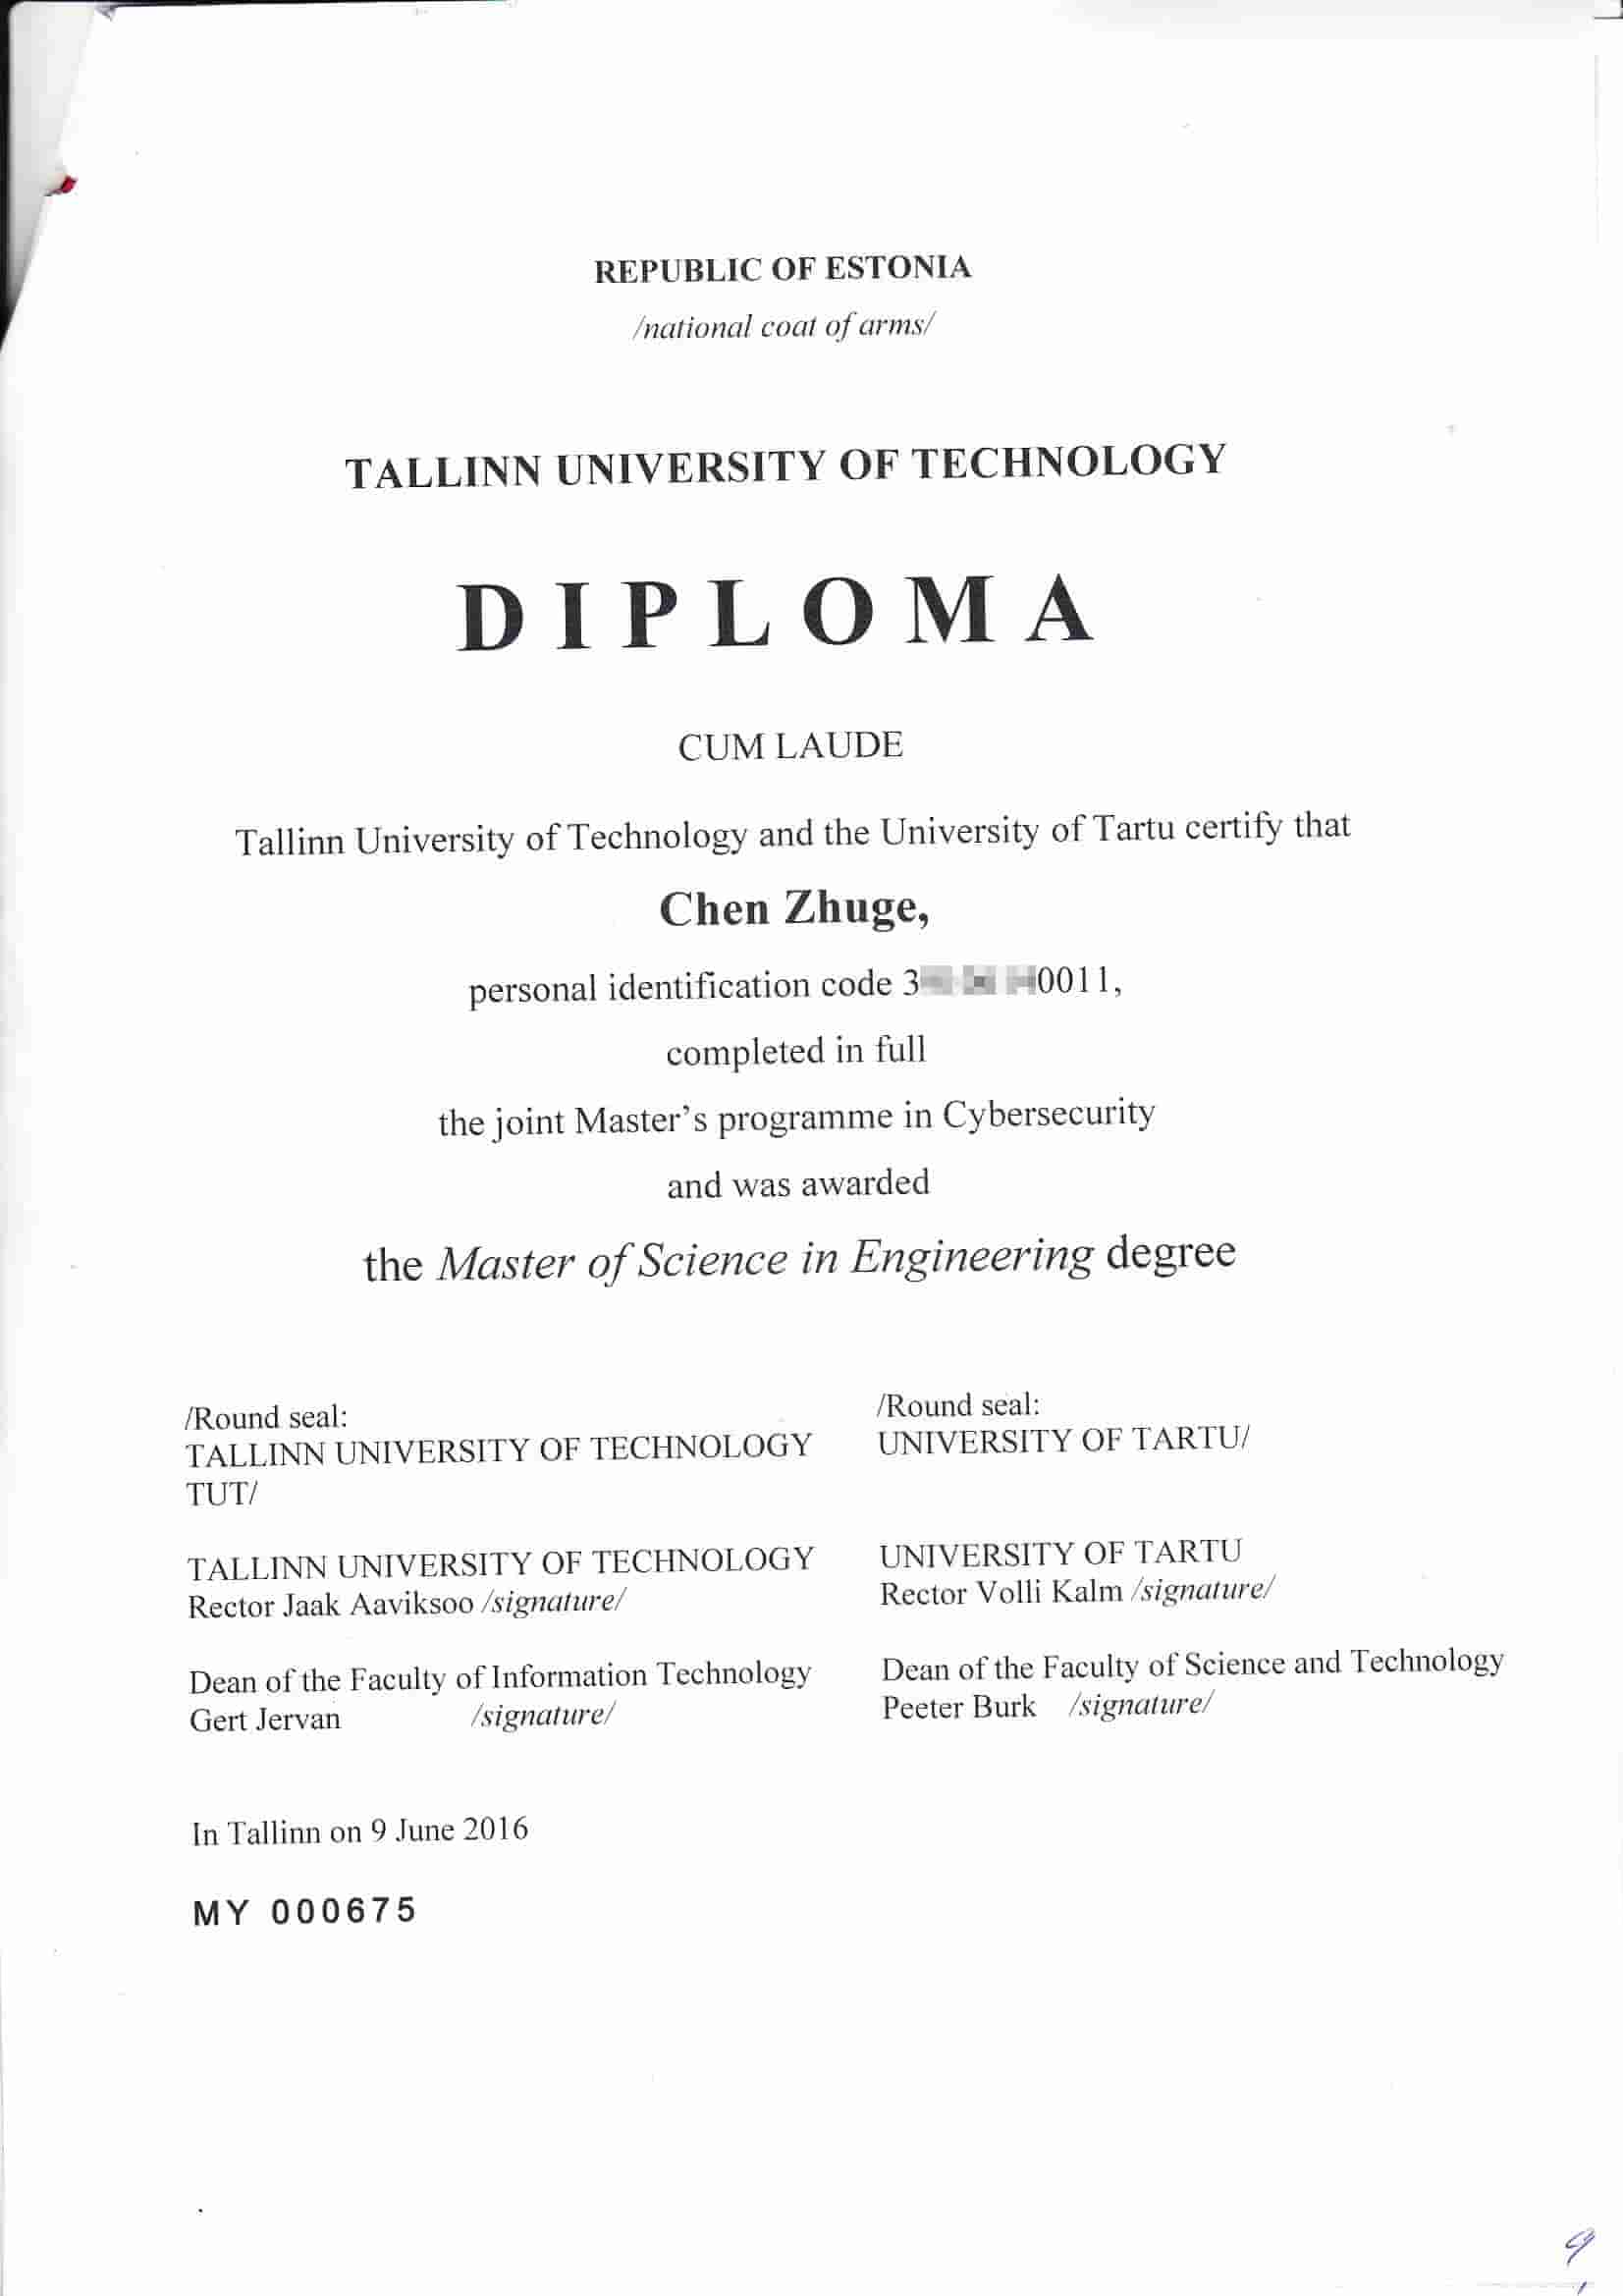 REPUBLIC OF ESTONIA
/national coat of arms/
TALLINN UNIVERSITY OF TECHNOLOGY
DIPLOMA
CUM LAUDE
Tallinn University of Technology and the University of Tartu certify that
Chen Zhuge,
personal identification code 3 0011,
completed in full
the joint Master's programme in Cybersecurity
and was awarded
the Master of Science in Engineering degree
/Round seal:
TALLINN UNIVERSITY OF TECHNOLOGY
TUT/
TALLINN UNIVERSITY OF TECHNOLOGY
Rector Jaak Aaviksoo /signature/
Dean of the Faculty of Information Technology
Gert Jervan /signature/
/Round seal:
UNIVERSITY OF TARTU/
UNIVERSITY OF TARTU
Rector Volli Kalm /signature/
Dean of the Faculty of Science and Technology
Peeter Burk /signature/
In Tallinn on 9 June 2016
MY 000675